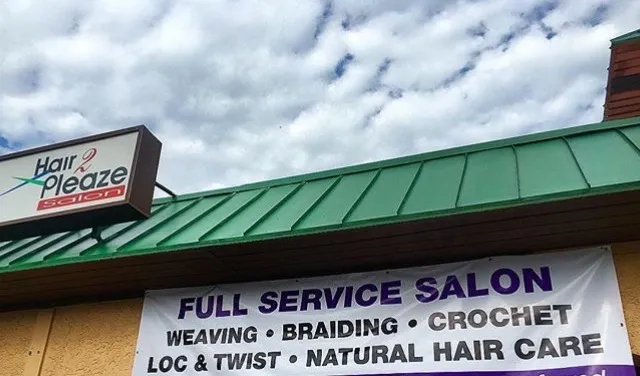 Hair 2
Pleaze
Salon
FULL SERVICE SALON
WEAVING • BRAIDING • CROCHET
LOC & TWIST • NATURAL HAIR CARE